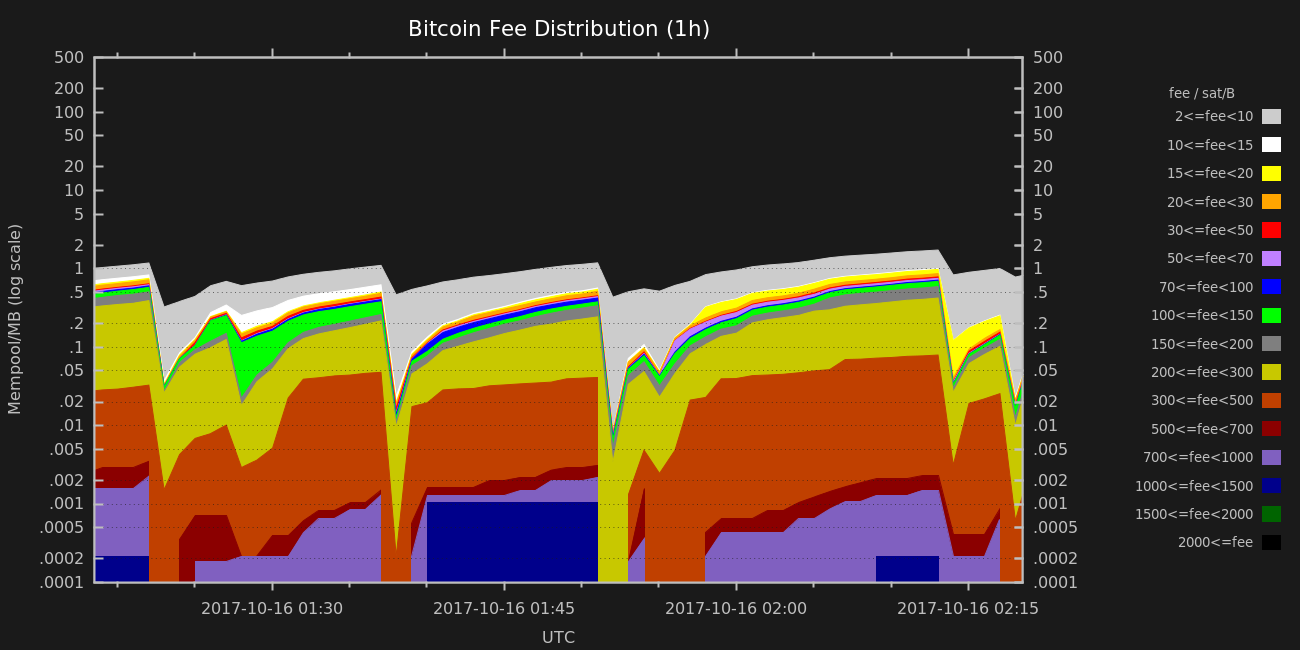 Bitcoin Fee Distribution (1h)
500 500
200 200
100 100
50 50
20 20
10 10
5 5
2 2
1 1
.5 .5
.2 .2
.1 .1
.05 .05
.02 .02
.01 .01
.005 .005
.002 .002
.001 .001
.0005 .0005
.0002 .0002
.0001 .0001
Mempool/MB (log scale)
2017-10-16 01:30 2017-10-16 01:45 2017-10-16 02:00 2017-10-16 02:15
UTC
fee / sat/B
2<=fee<10
10<=fee<15
15<=fee<20
20<=fee<30
30<=fee<50
50<=fee<70
70<=fee<100
100<=fee<150
150<=fee<200
200<=fee<300
300<=fee<500
500<=fee<700
700<=fee<1000
1000<=fee<1500
1500<=fee<2000
2000<=fee